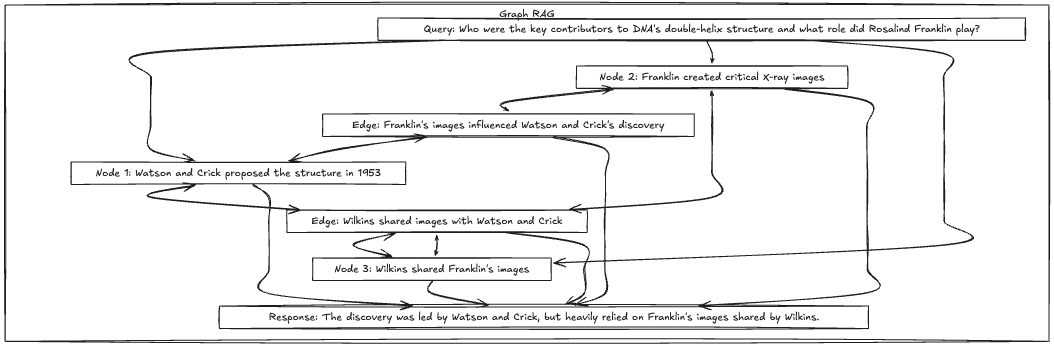 Graph RAG
Query: Who were the key contributors to DNA's double-helix structure and what role did Rosalind Franklin play?
Node 2: Franklin created critical X-ray images
Edge: Franklin's images influenced Watson and Crick's discovery
Node 1: Watson and Crick proposed the structure in 1953
Edge: Wilkins shared images with Watson and Crick
Node 3: Wilkins shared Franklin's images
Response: The discovery was led by Watson and Crick, but heavily relied on Franklin's images shared by Wilkins.